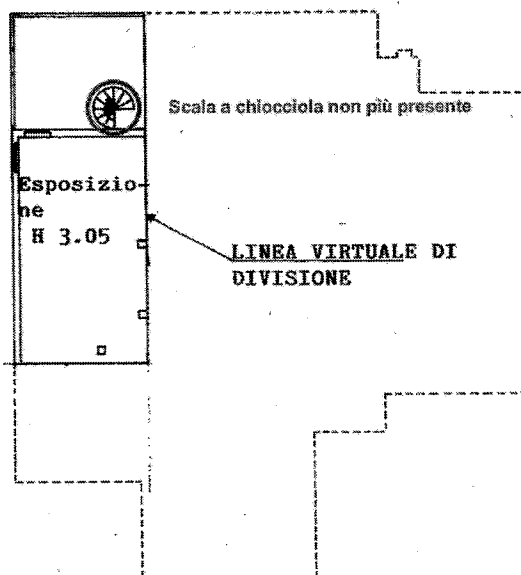 Scala a chiocciola non più presente
Esposizio-
ne
H 3.05
LINEA VIRTUALE DI
DIVISIONE